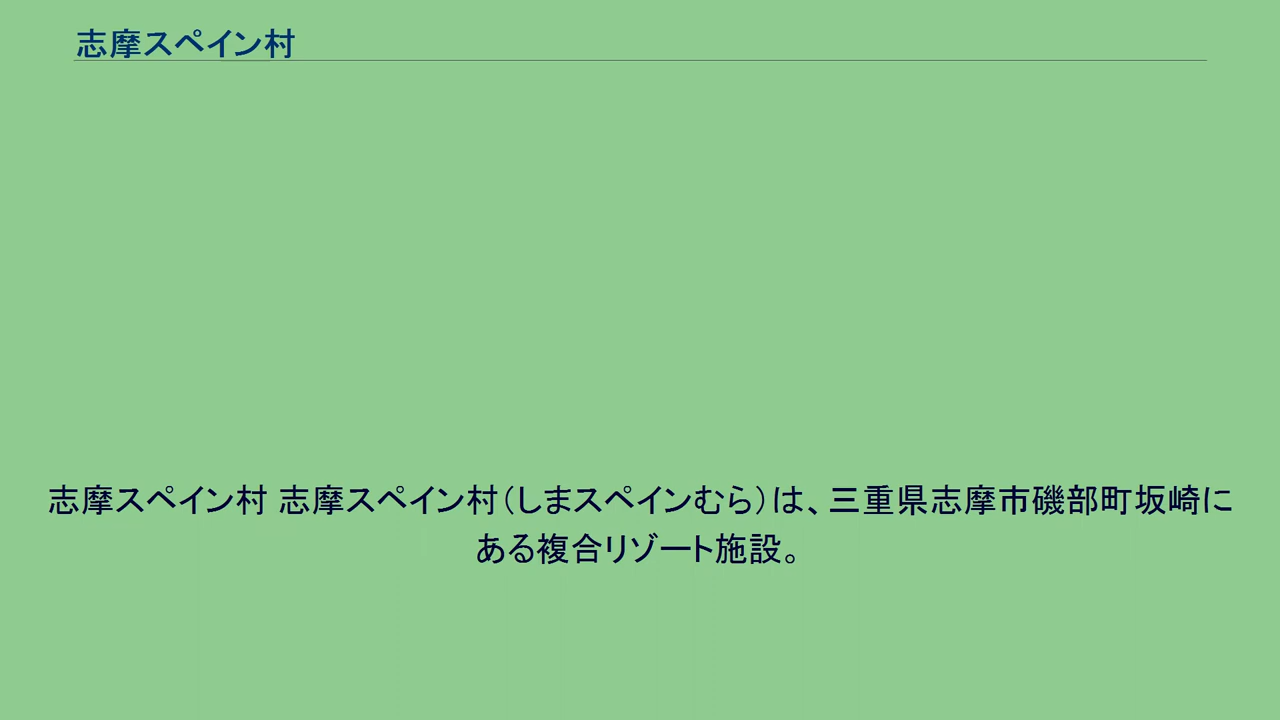 志摩スペイン村
志摩スペイン村 志摩スペイン村（しまスペインむら）は、三重県志摩市磯部町坂崎に
ある複合リゾート施設。